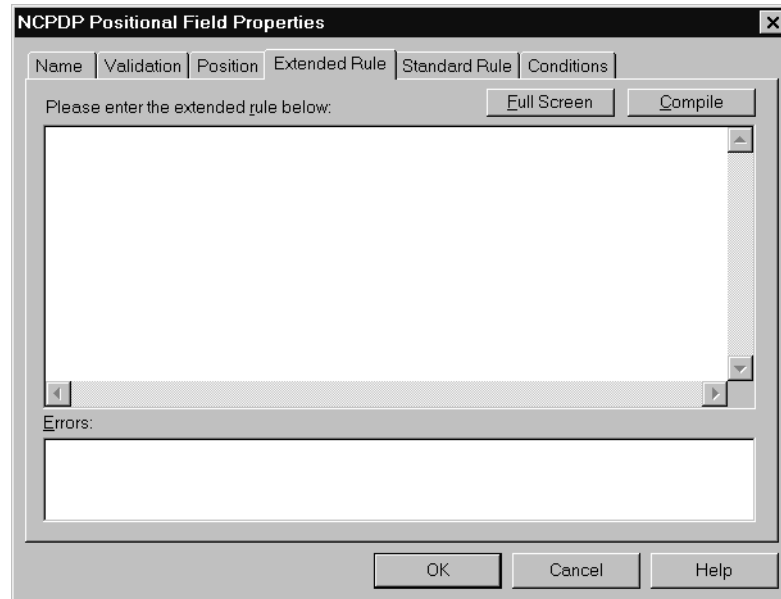 NCPDP Positional Field Properties
Name Validation Position Extended Rule Standard Rule Conditions
Please enter the extended rule below: Full Screen Compile
Errors:
OK Cancel Help